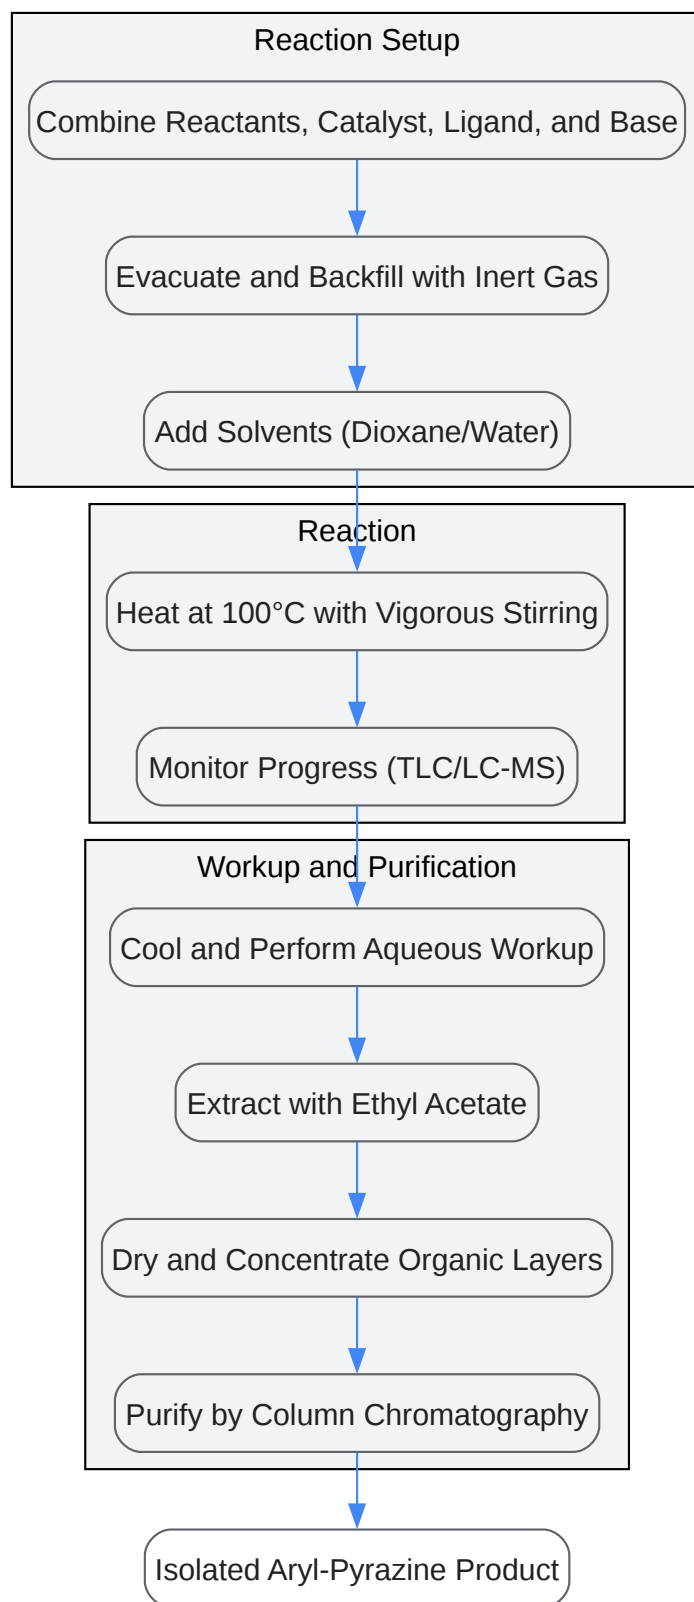 Reaction Setup
Combine Reactants, Catalyst, Ligand, and Base
Evacuate and Backfill with Inert Gas
Add Solvents (Dioxane/Water)
Reaction
Heat at 100°C with Vigorous Stirring
Monitor Progress (TLC/LC-MS)
Workup and Purification
Cool and Perform Aqueous Workup
Extract with Ethyl Acetate
Dry and Concentrate Organic Layers
Purify by Column Chromatography
Isolated Aryl-Pyrazine Product